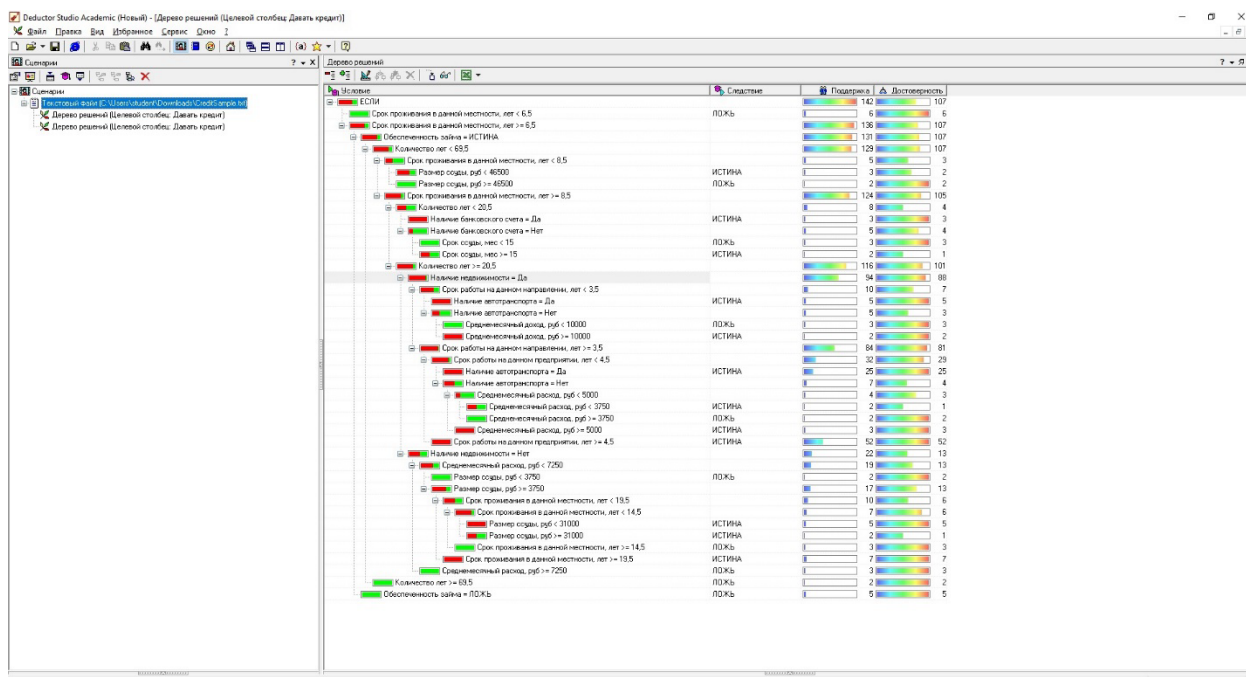 Deductor Studio Academic (Новый) - [Дерево решений (Целевой столбец: Давать кредит)]
Файл Правка Вид Избранное Сервис Окно ?
Сценарии ? X Дерево решений ?
Сценарии
Текстовый файл (C:\Users\student\Downloads\CreditSample.txt)
Дерево решений (Целевой столбец: Давать кредит)
Дерево решений (Целевой столбец: Давать кредит)
Условие Следствие Поддержка Достоверность
ЕСЛИ 142 107
Срок проживания в данной местности, лет < 6,5 ЛОЖЬ 6 6
Срок проживания в данной местности, лет >= 6,5 136 107
Обеспеченность займа = ИСТИНА 131 107
Количество лет < 69,5 129 107
Срок проживания в данной местности, лет < 8,5 5 3
Размер ссуды, руб < 46500 ИСТИНА 3 2
Размер ссуды, руб >= 46500 ЛОЖЬ 2 2
Срок проживания в данной местности, лет >= 8,5 124 105
Количество лет < 20,5 8 4
Наличие банковского счета = Да ИСТИНА 3 3
Наличие банковского счета = Нет 5 4
Срок ссуды, мес < 15 ЛОЖЬ 3 3
Срок ссуды, мес >= 15 ИСТИНА 2 1
Количество лет >= 20,5 116 101
Наличие недвижимости = Да 94 88
Срок работы на данном направлении, лет < 3,5 10 7
Наличие автотранспорта = Да ИСТИНА 5 5
Наличие автотранспорта = Нет 5 3
Среднемесячный доход, руб < 10000 ЛОЖЬ 3 3
Среднемесячный доход, руб >= 10000 ИСТИНА 2 2
Срок работы на данном направлении, лет >= 3,5 84 81
Срок работы на данном предприятии, лет < 4,5 32 29
Наличие автотранспорта = Да ИСТИНА 25 25
Наличие автотранспорта = Нет 7 4
Среднемесячный расход, руб < 5000 4 3
Среднемесячный расход, руб < 3750 ИСТИНА 2 1
Среднемесячный расход, руб >= 3750 ЛОЖЬ 2 2
Среднемесячный расход, руб >= 5000 ИСТИНА 3 3
Срок работы на данном предприятии, лет >= 4,5 ИСТИНА 52 52
Наличие недвижимости = Нет 22 13
Среднемесячный расход, руб < 7250 19 13
Размер ссуды, руб < 3750 ЛОЖЬ 2 2
Размер ссуды, руб >= 3750 17 13
Срок проживания в данной местности, лет < 19,5 10 6
Срок проживания в данной местности, лет < 14,5 7 6
Размер ссуды, руб < 31000 ИСТИНА 5 5
Размер ссуды, руб >= 31000 ИСТИНА 2 1
Срок проживания в данной местности, лет >= 14,5 ЛОЖЬ 3 3
Срок проживания в данной местности, лет >= 19,5 ИСТИНА 7 7
Среднемесячный расход, руб >= 7250 ЛОЖЬ 3 3
Количество лет >= 69,5 ЛОЖЬ 2 2
Обеспеченность займа = ЛОЖЬ ЛОЖЬ 5 5